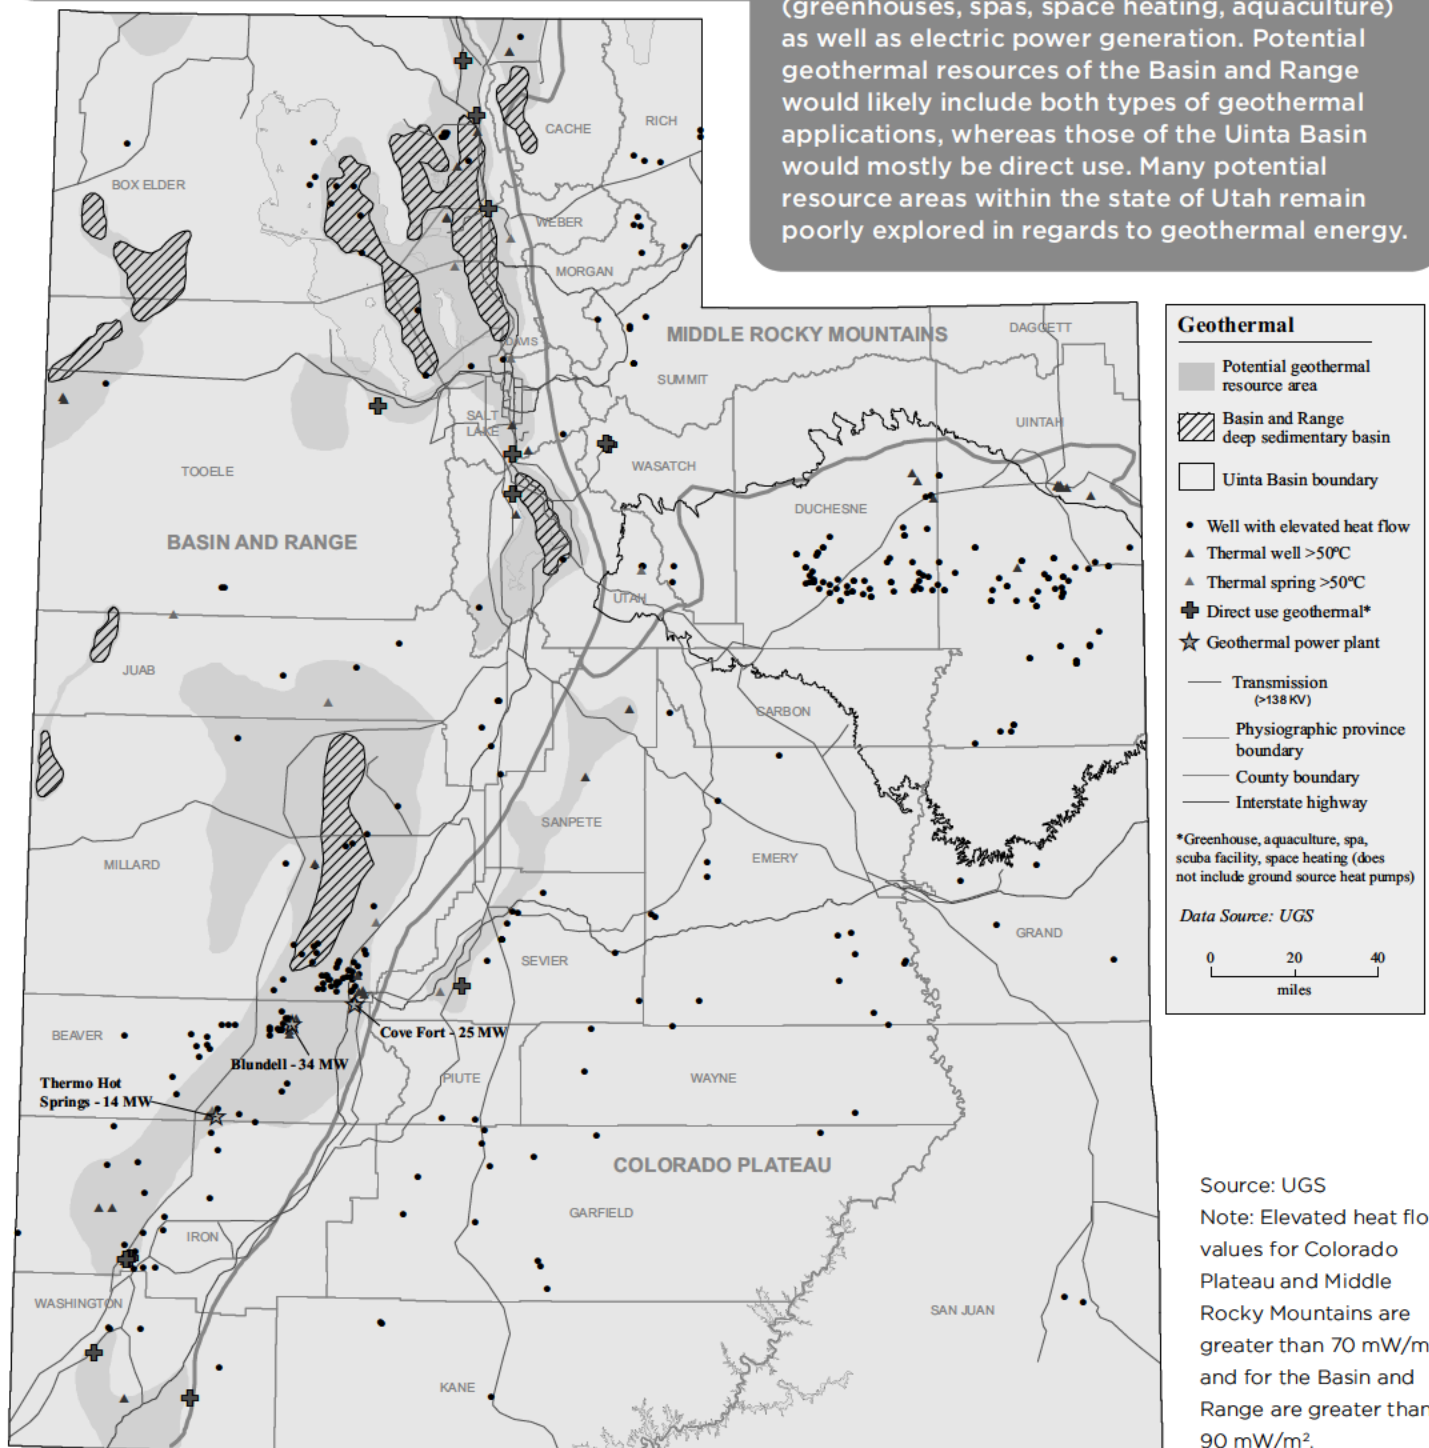 (greenhouses, spas, space heating, aquaculture)
as well as electric power generation. Potential
geothermal resources of the Basin and Range
would likely include both types of geothermal
applications, whereas those of the Uinta Basin
would mostly be direct use. Many potential
resource areas within the state of Utah remain
poorly explored in regards to geothermal energy.
CACHE
RICH
BOX ELDER
WEBER
MORGAN
DAVIS
MIDDLE ROCKY MOUNTAINS
DAGGETT
SUMMIT
SALT
LAKE
UINTAH
TOOELE
WASATCH
DUCHESNE
BASIN AND RANGE
UTAH
JUAB
CARBON
SANPETE
MILLARD
EMERY
GRAND
SEVIER
BEAVER
Cove Fort - 25 MW
Blundell - 34 MW
Thermo Hot
Springs - 14 MW
PIUTE
WAYNE
COLORADO PLATEAU
GARFIELD
IRON
WASHINGTON
SAN JUAN
KANE
Geothermal
Potential geothermal
resource area
Basin and Range
deep sedimentary basin
Uinta Basin boundary
Well with elevated heat flow
Thermal well >50ºC
Thermal spring >50ºC
Direct use geothermal*
Geothermal power plant
Transmission
(>138 KV)
Physiographic province
boundary
County boundary
Interstate highway
*Greenhouse, aquaculture, spa,
scuba facility, space heating (does
not include ground source heat pumps)
Data Source: UGS
0 20 40
miles
Source: UGS
Note: Elevated heat flo
values for Colorado
Plateau and Middle
Rocky Mountains are
greater than 70 mW/m
and for the Basin and
Range are greater than
90 mW/m².